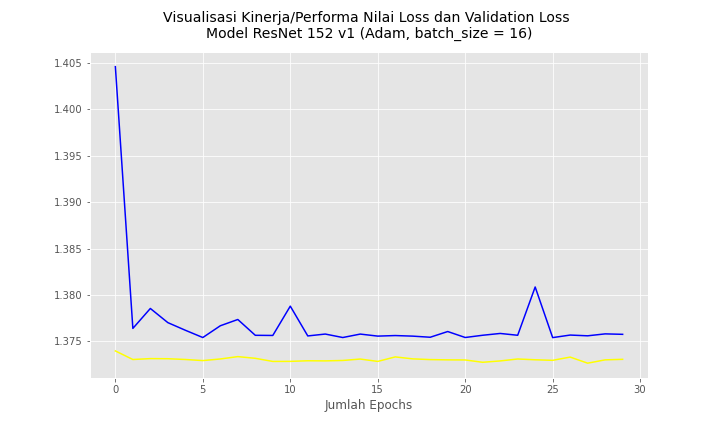 Visualisasi Kinerja/Performa Nilai Loss dan Validation Loss
Model ResNet 152 v1 (Adam, batch_size = 16)
1.405
1.400
1.395
1.390
1.385
1.380
1.375
0 5 10 15 20 25 30
Jumlah Epochs